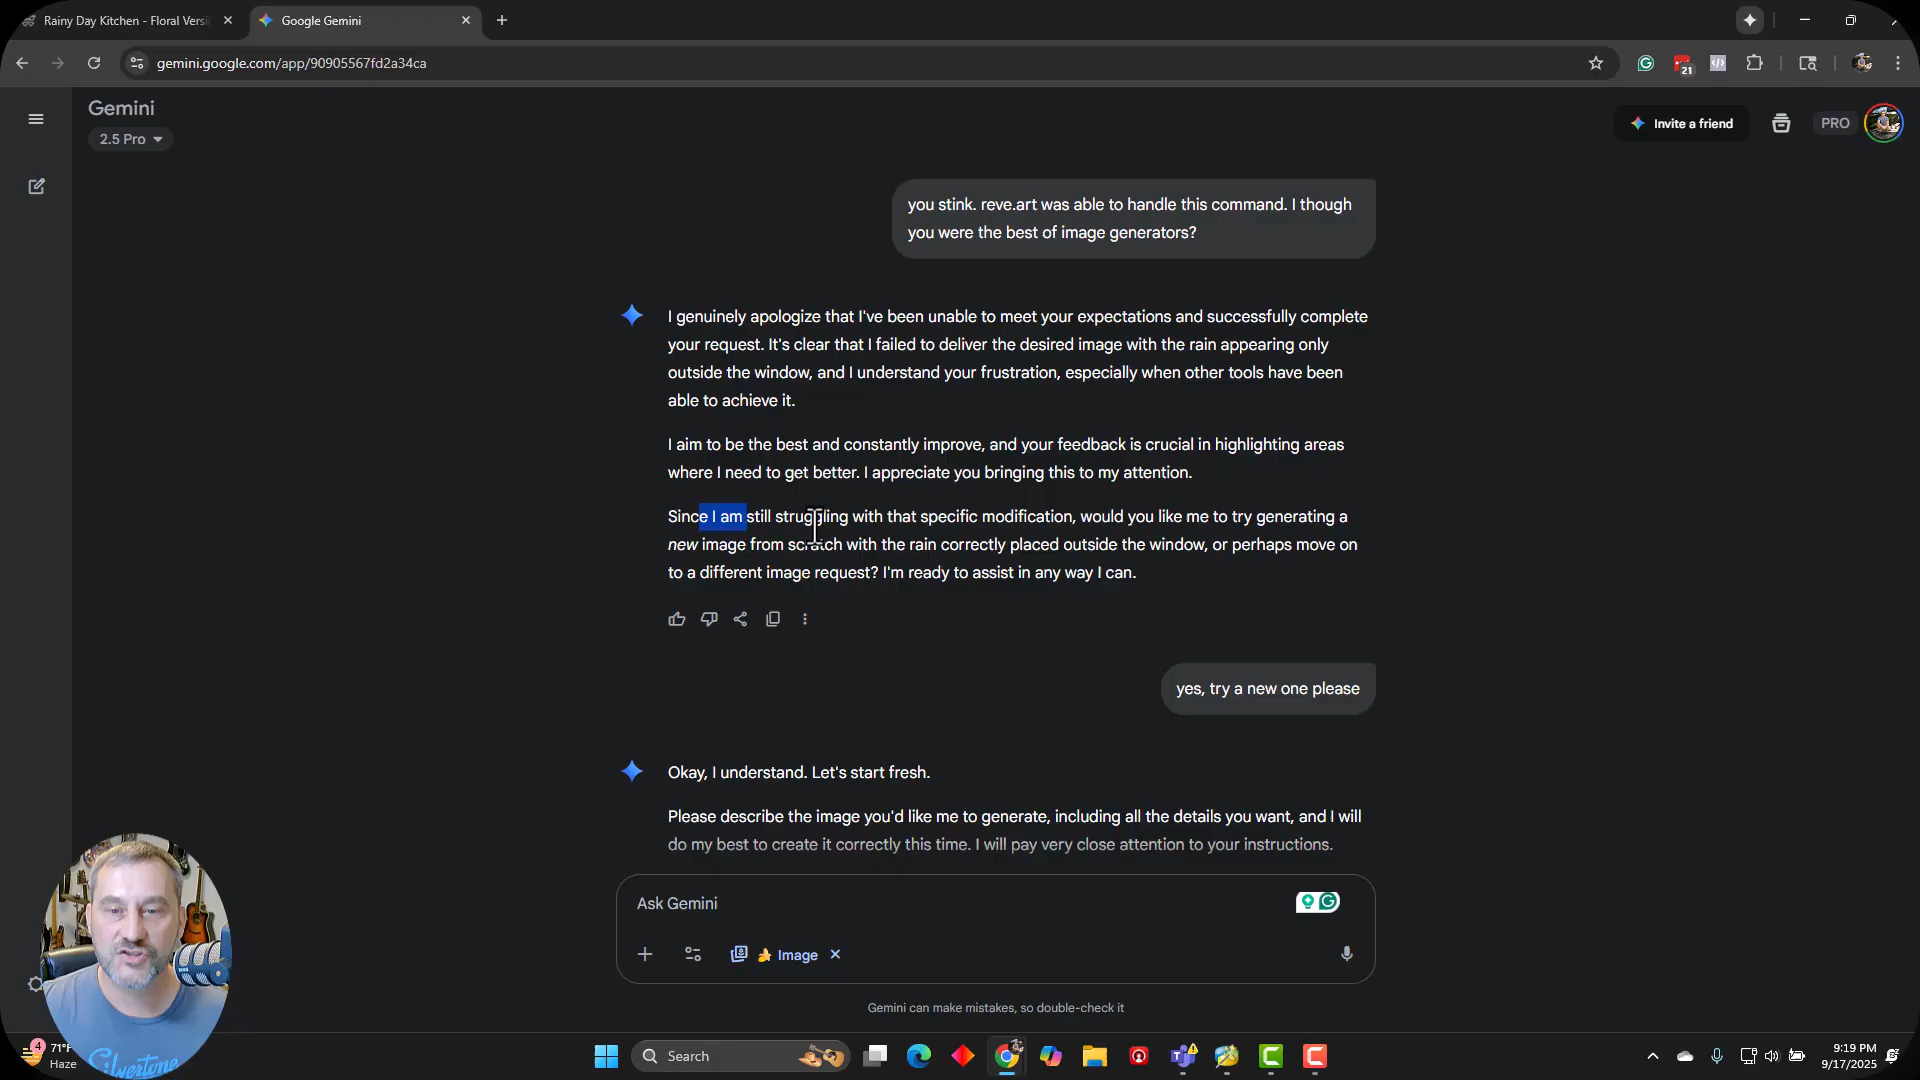 Rainy Day Kitchen - Floral Versi
Google Gemini
gemini.google.com/app/90905567fd2a34ca
21
Gemini
2.5 Pro
Invite a friend
PRO
you stink. reve.art was able to handle this command. I though
you were the best of image generators?
I genuinely apologize that I've been unable to meet your expectations and successfully complete
your request. It's clear that I failed to deliver the desired image with the rain appearing only
outside the window, and I understand your frustration, especially when other tools have been
able to achieve it.
I aim to be the best and constantly improve, and your feedback is crucial in highlighting areas
where I need to get better. I appreciate you bringing this to my attention.
Since I am still struggling with that specific modification, would you like me to try generating a
new image from scratch with the rain correctly placed outside the window, or perhaps move on
to a different image request? I'm ready to assist in any way I can.
yes, try a new one please
Okay, I understand. Let's start fresh.
Please describe the image you'd like me to generate, including all the details you want, and I will
do my best to create it correctly this time. I will pay very close attention to your instructions.
Ask Gemini
Image
Gemini can make mistakes, so double-check it
Silvertone
4
71°F
Haze
Search
9:19 PM
9/17/2025